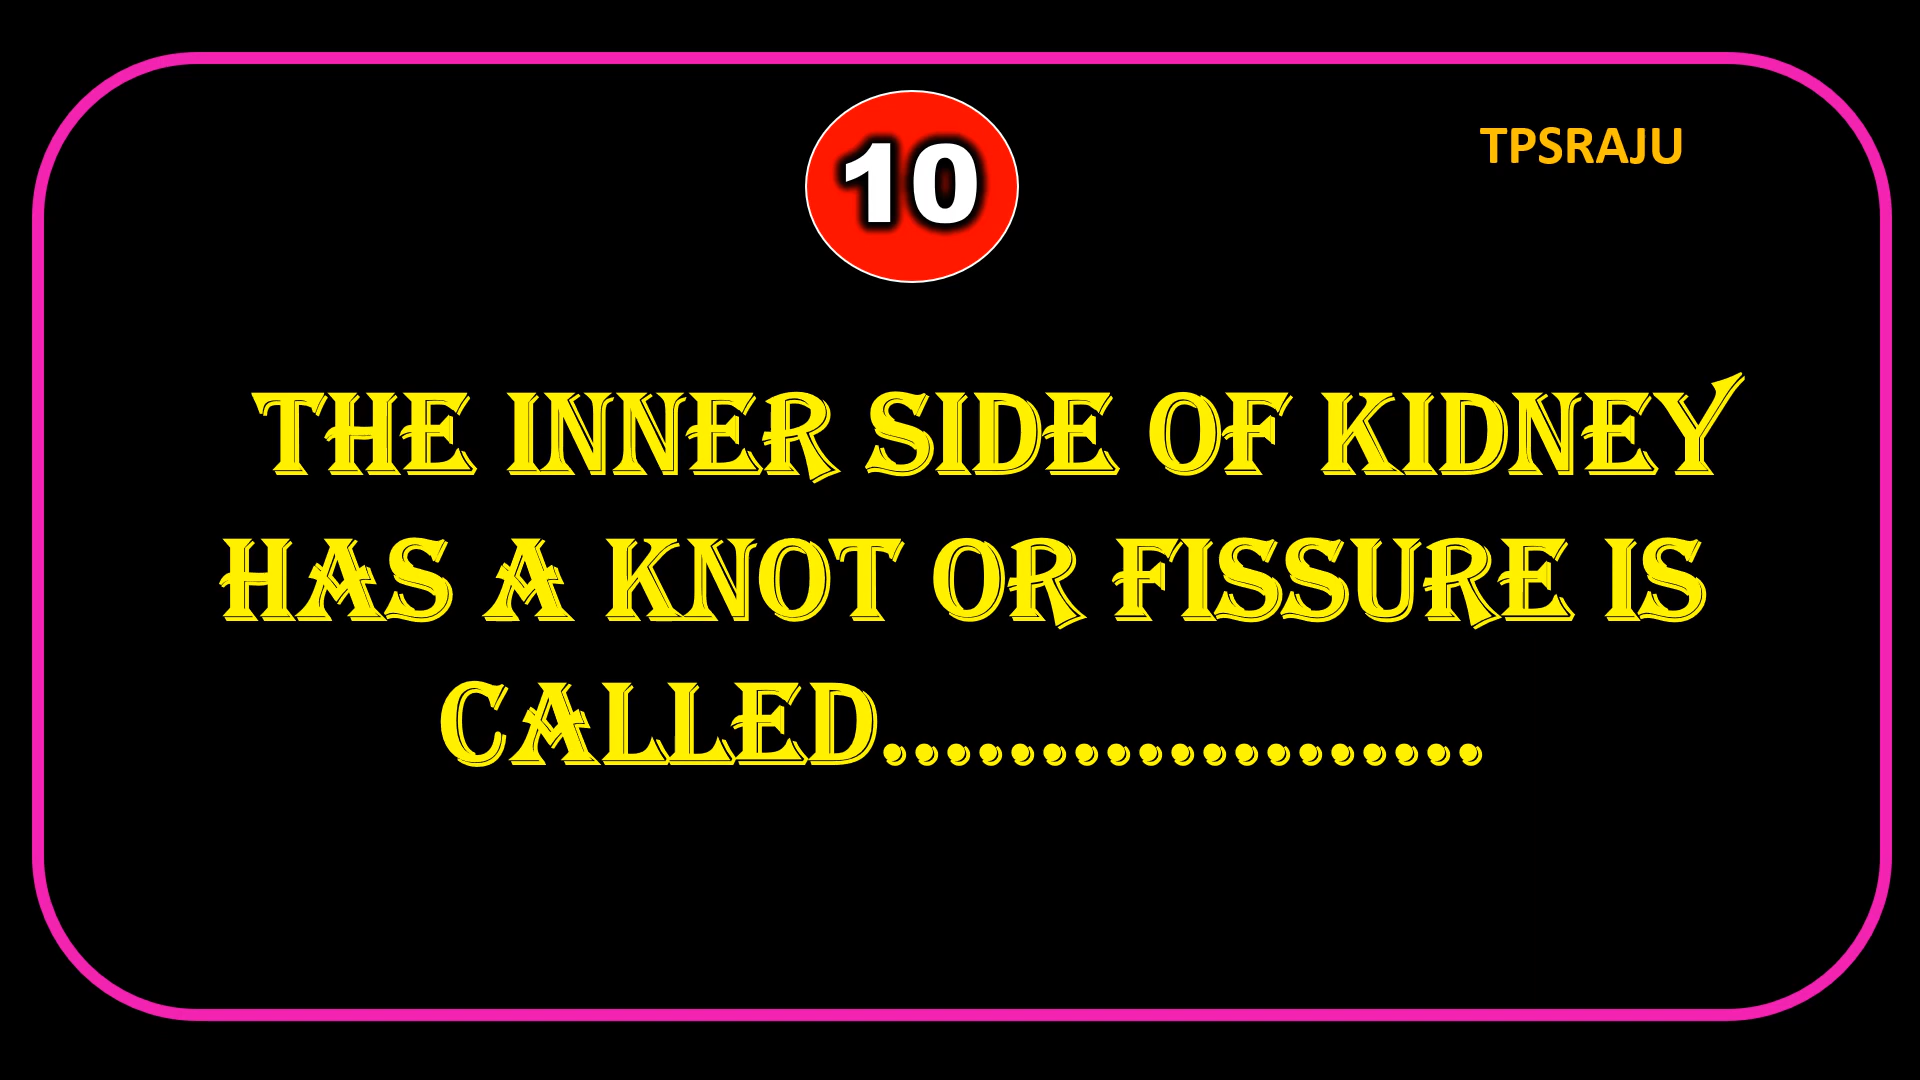 10
TPSRAJU
THE INNER SIDE OF KIDNEY
HAS A KNOT OR FISSURE IS
CALLED...................